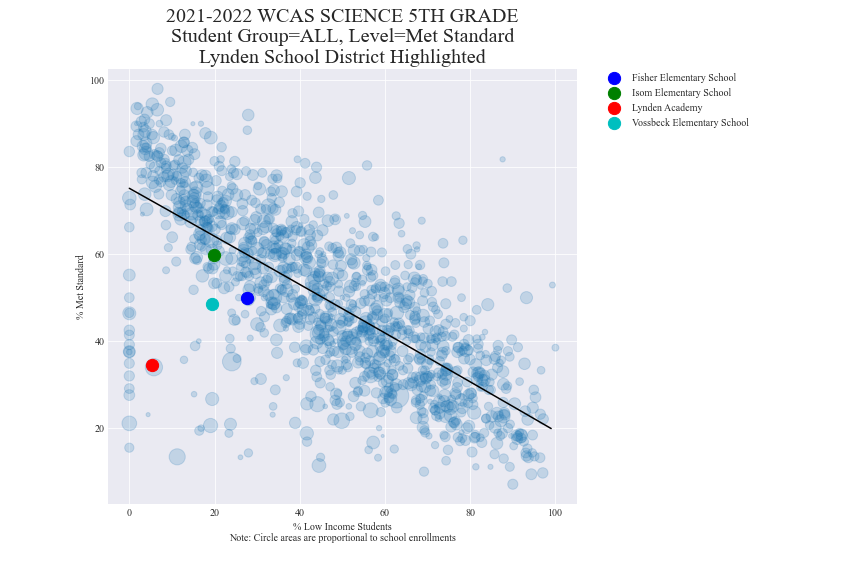 2021-2022 WCAS SCIENCE 5TH GRADE
Student Group=ALL, Level=Met Standard
Lynden School District Highlighted
Fisher Elementary School
Isom Elementary School
Lynden Academy
Vossbeck Elementary School
% Met Standard
100
80
60
40
20
0 20 40 60 80 100
% Low Income Students
Note: Circle areas are proportional to school enrollments